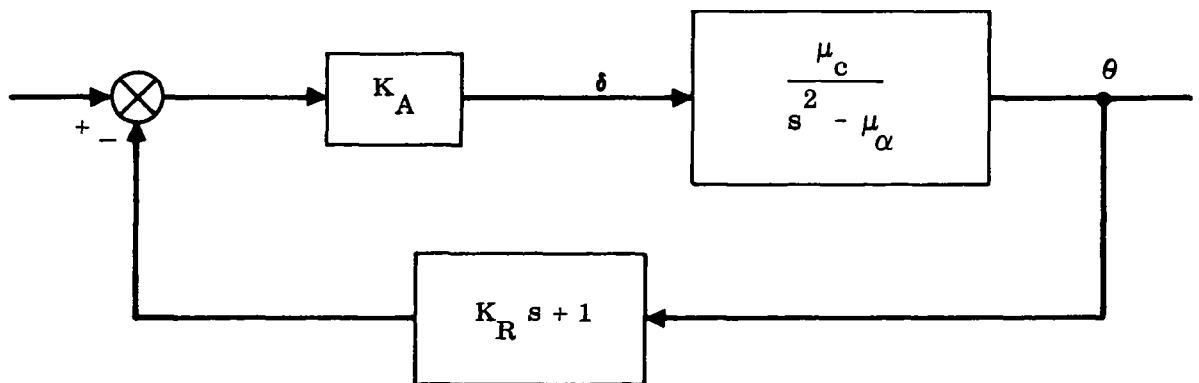 K_A
δ
μ_c
s^2 - μ_α
θ
+ -
K_R s + 1